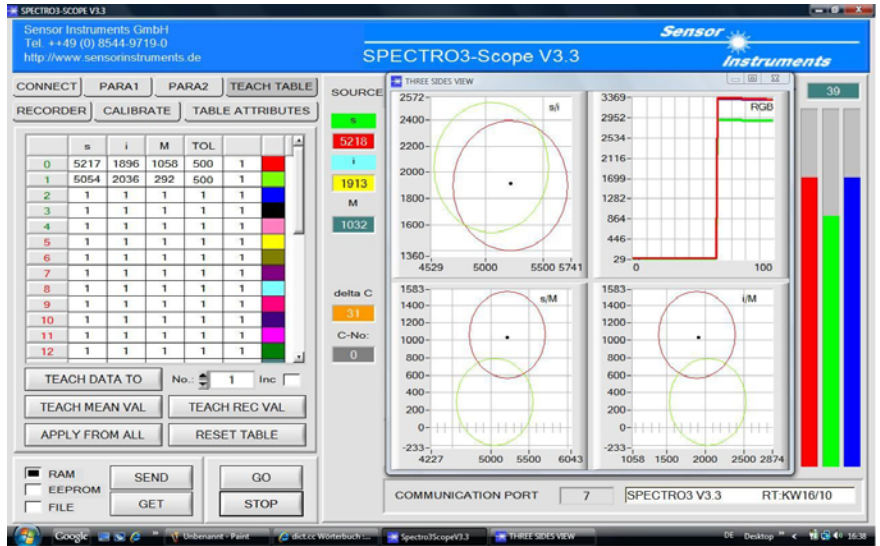 SPECTRO3-SCOPE V3.3
Sensor Instruments GmbH
Tel. ++49 (0) 8544-9719-0
http://www.sensorinstruments.de
SPECTRO3-Scope V3.3
Sensor
Instruments
CONNECT PARA1 PARA2 TEACH TABLE
RECORDER CALIBRATE TABLE ATTRIBUTES
s i M TOL
0 5217 1896 1058 500 1
1 5054 2036 292 500 1
2 1 1 1 1 1
3 1 1 1 1 1
4 1 1 1 1 1
5 1 1 1 1 1
6 1 1 1 1 1
7 1 1 1 1 1
8 1 1 1 1 1
9 1 1 1 1 1
10 1 1 1 1 1
11 1 1 1 1 1
12 1 1 1 1 1
TEACH DATA TO No.: 1 Inc
TEACH MEAN VAL TEACH REC VAL
APPLY FROM ALL RESET TABLE
RAM
EEPROM
FILE
SEND GO
GET STOP
SOURCE
s
5218
i
1913
M
1032
delta C
31
C-No:
0
THREE SIDES VIEW
2572
2400
2200
2000
1800
1600
1360
4529 5000 5500 5741
s/i
3369
2952
2534
2116
1699
1282
864
446
29
0 100
RGB
1583
1400
1200
1000
800
600
400
200
0
-233
4227 5000 5500 6043
s/M
1583
1400
1200
1000
800
600
400
200
0
-233
1058 1500 2000 2500 2874
i/M
39
COMMUNICATION PORT 7 SPECTRO3 V3.3 RT:KW16/10
Google Unbenannt - Paint dict.cc Wörterbuch :... Spectro3ScopeV3.3 THREE SIDES VIEW DE Desktop 16:38